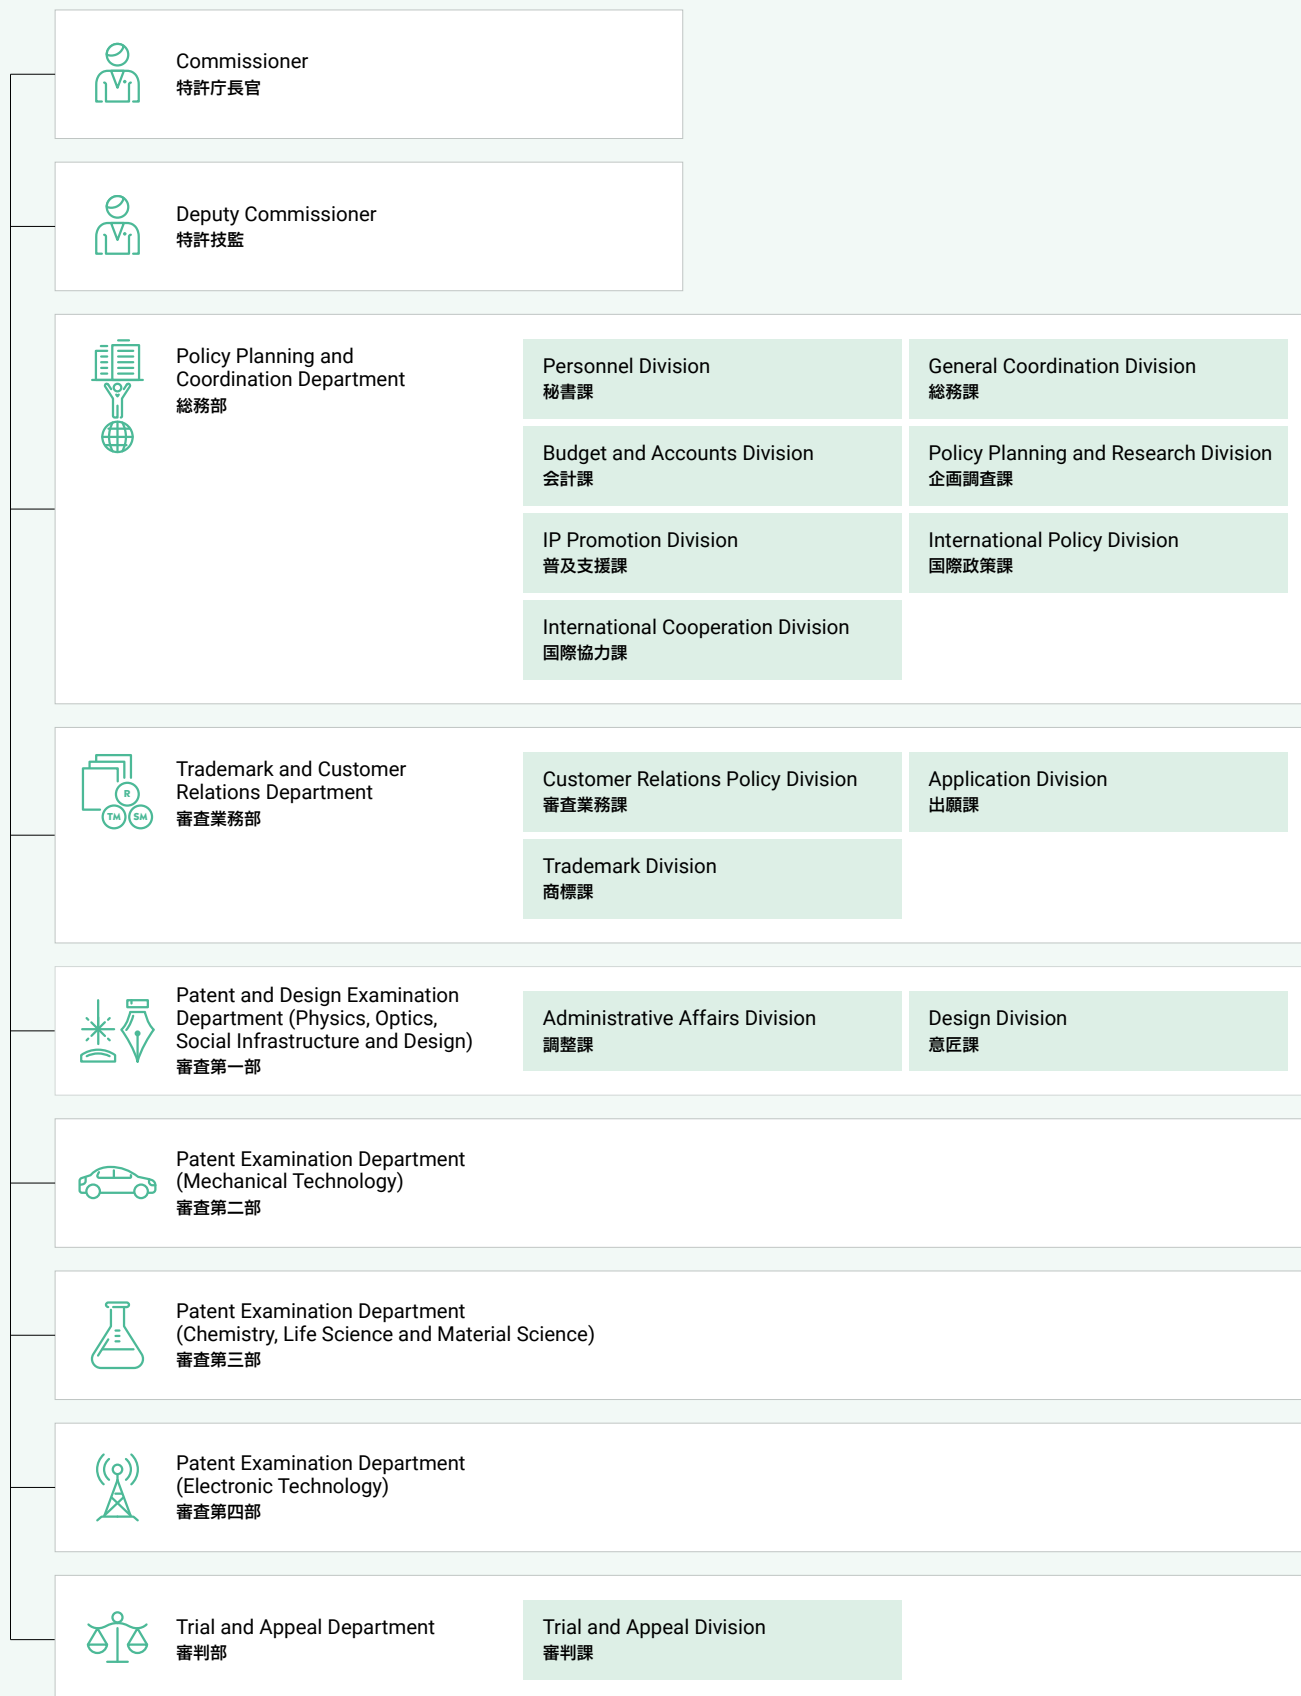 Commissioner
特許庁長官
Deputy Commissioner
特許技監
Policy Planning and
Coordination Department
総務部
Personnel Division
秘書課
General Coordination Division
総務課
Budget and Accounts Division
会計課
Policy Planning and Research Division
企画調査課
IP Promotion Division
普及支援課
International Policy Division
国際政策課
International Cooperation Division
国際協力課
R
TM SM
Trademark and Customer
Relations Department
審査業務部
Customer Relations Policy Division
審査業務課
Application Division
出願課
Trademark Division
商標課
Patent and Design Examination
Department (Physics, Optics,
Social Infrastructure and Design)
審査第一部
Administrative Affairs Division
調整課
Design Division
意匠課
Patent Examination Department
(Mechanical Technology)
審査第二部
Patent Examination Department
(Chemistry, Life Science and Material Science)
審査第三部
Patent Examination Department
(Electronic Technology)
審査第四部
Trial and Appeal Department
審判部
Trial and Appeal Division
審判課